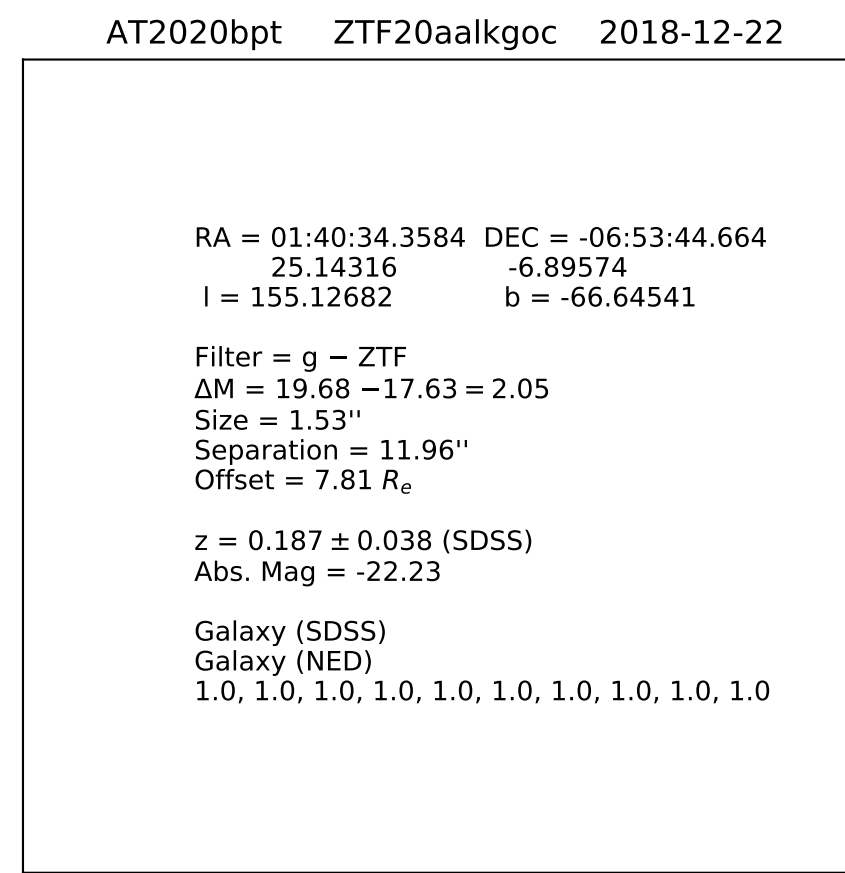 AT2020bpt ZTF20aalkgoc 2018-12-22
RA = 01:40:34.3584 DEC = -06:53:44.664
25.14316 -6.89574
l = 155.12682 b = -66.64541
Filter = g − ZTF
ΔM = 19.68 −17.63 = 2.05
Size = 1.53''
Separation = 11.96''
Offset = 7.81 Re
z = 0.187 ± 0.038 (SDSS)
Abs. Mag = -22.23
Galaxy (SDSS)
Galaxy (NED)
1.0, 1.0, 1.0, 1.0, 1.0, 1.0, 1.0, 1.0, 1.0, 1.0